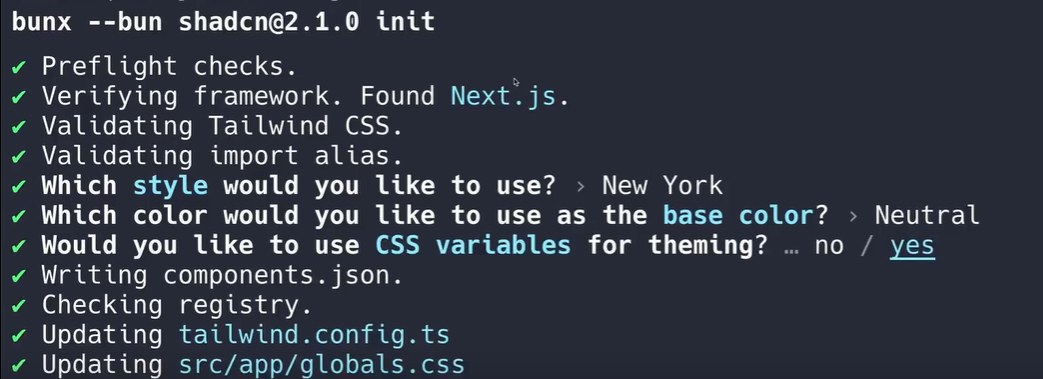 bunx --bun shadcn@2.1.0 init
✔ Preflight checks.
✔ Verifying framework. Found Next.js.
✔ Validating Tailwind CSS.
✔ Validating import alias.
✔ Which style would you like to use? › New York
✔ Which color would you like to use as the base color? › Neutral
✔ Would you like to use CSS variables for theming? … no / yes
✔ Writing components.json.
✔ Checking registry.
✔ Updating tailwind.config.ts
✔ Updating src/app/globals.css